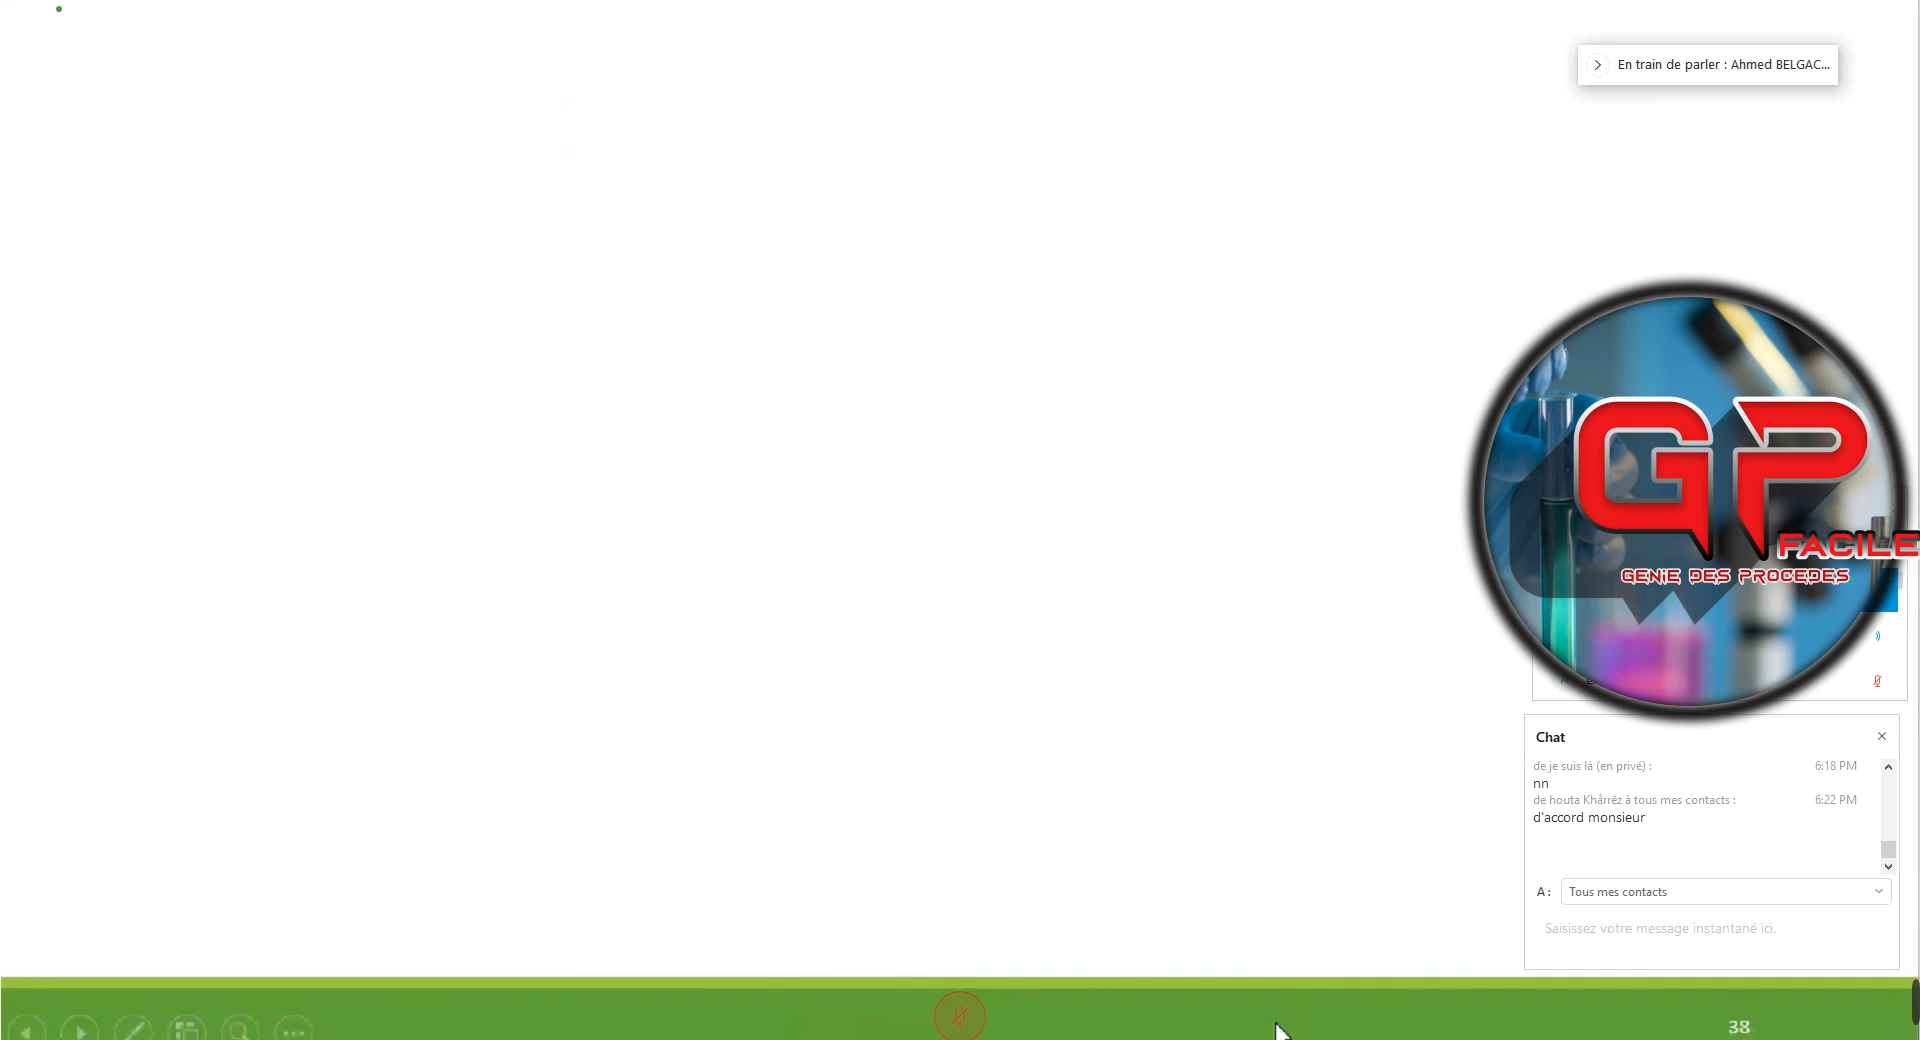 En train de parler : Ahmed BELGAC...
GP
FACILE
GENIE DES PROCEDES
Chat
de je suis là (en privé) : 6:18 PM
nn
de houta Khårrëz à tous mes contacts : 6:22 PM
d'accord monsieur
A : Tous mes contacts
Saisissez votre message instantané ici.
38